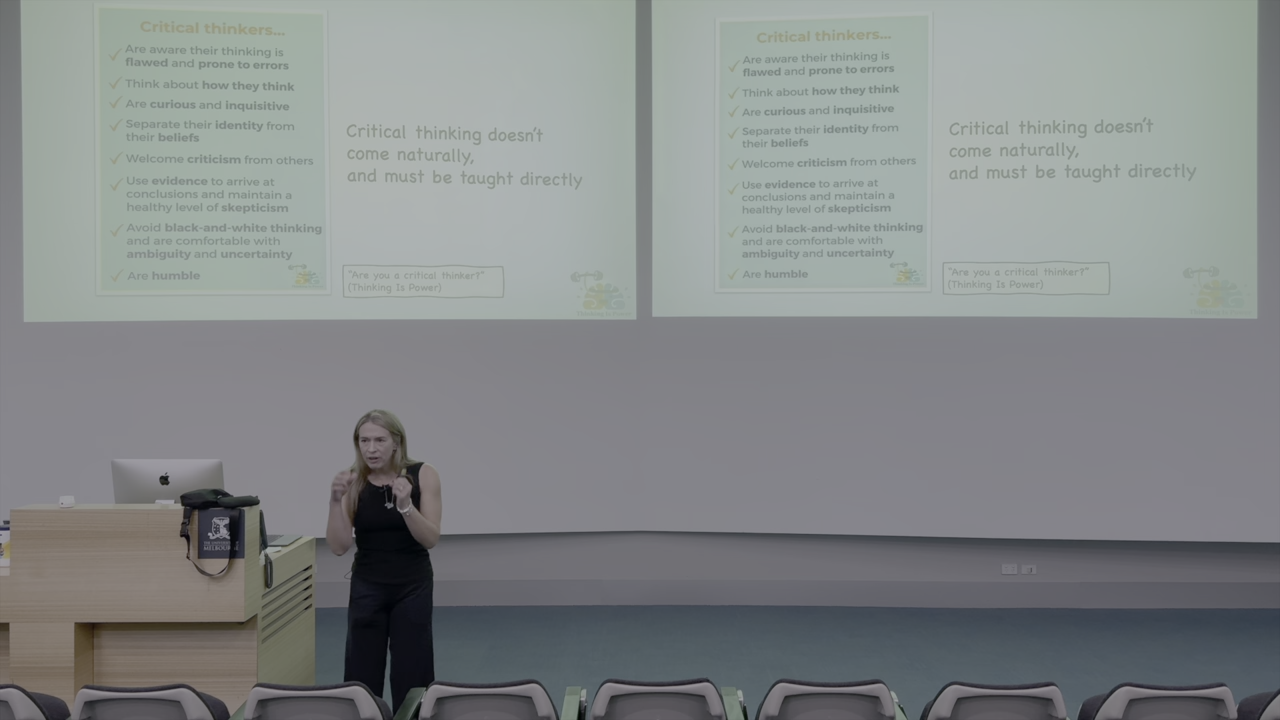 Critical thinkers...
Are aware their thinking is
flawed and prone to errors
Think about how they think
Are curious and inquisitive
Separate their identity from
their beliefs
Welcome criticism from others
Use evidence to arrive at
conclusions and maintain a
healthy level of skepticism
Avoid black-and-white thinking
and are comfortable with
ambiguity and uncertainty
Are humble
Critical thinking doesn't
come naturally,
and must be taught directly
"Are you a critical thinker?"
(Thinking Is Power)
Thinking Is Power
Critical thinkers...
Are aware their thinking is
flawed and prone to errors
Think about how they think
Are curious and inquisitive
Separate their identity from
their beliefs
Welcome criticism from others
Use evidence to arrive at
conclusions and maintain a
healthy level of skepticism
Avoid black-and-white thinking
and are comfortable with
ambiguity and uncertainty
Are humble
Critical thinking doesn't
come naturally,
and must be taught directly
"Are you a critical thinker?"
(Thinking Is Power)
Thinking Is Power
MELBOURNE